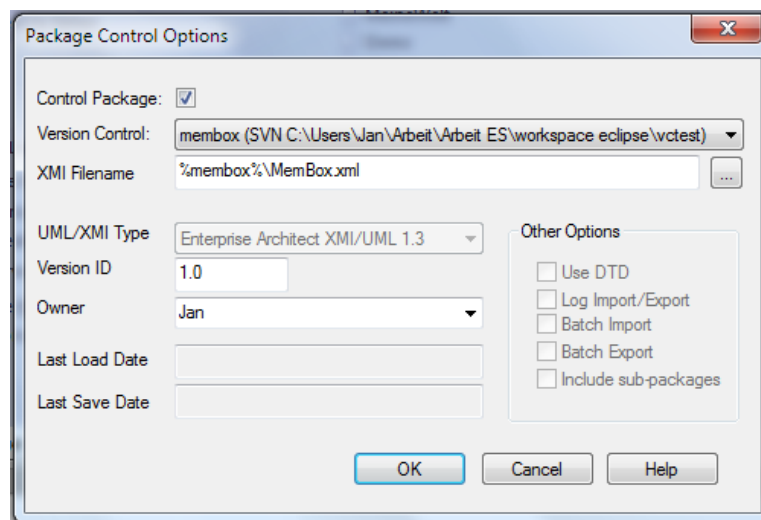 Package Control Options
Control Package:
Version Control: membox (SVN C:\Users\Jan\Arbeit\Arbeit ES\workspace eclipse\vctest)
XMI Filename %membox%\MemBox.xml ...
UML/XMI Type Enterprise Architect XMI/UML 1.3
Version ID 1.0
Owner Jan
Last Load Date
Last Save Date
Other Options
Use DTD
Log Import/Export
Batch Import
Batch Export
Include sub-packages
OK Cancel Help